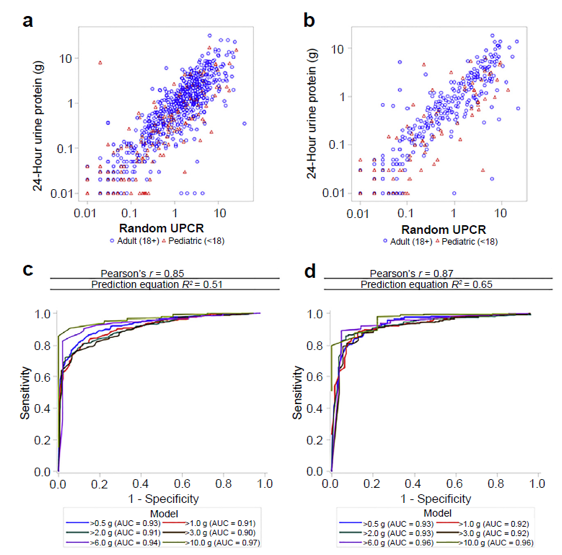 a
24-Hour urine protein (g)
10
1
0.1
0.01
0.01 0.1 1 10
Random UPCR
Adult (18+) Pediatric (<18)
b
24-Hour urine protein (g)
10
1
0.1
0.01
0.01 0.1 1 10
Random UPCR
Adult (18+) Pediatric (<18)
c
Pearson's r = 0.85
Prediction equation R² = 0.51
Sensitivity
1.0
0.8
0.6
0.4
0.2
0.0
0.0 0.2 0.4 0.6 0.8 1.0
1 - Specificity
Model
>0.5 g (AUC = 0.93) >1.0 g (AUC = 0.91)
>2.0 g (AUC = 0.91) >3.0 g (AUC = 0.90)
>6.0 g (AUC = 0.94) >10.0 g (AUC = 0.97)
d
Pearson's r = 0.87
Prediction equation R² = 0.65
Sensitivity
1.0
0.8
0.6
0.4
0.2
0.0
0.0 0.2 0.4 0.6 0.8 1.0
1 - Specificity
Model
>0.5 g (AUC = 0.93) >1.0 g (AUC = 0.92)
>2.0 g (AUC = 0.93) >3.0 g (AUC = 0.92)
>6.0 g (AUC = 0.96) >10.0 g (AUC = 0.96)